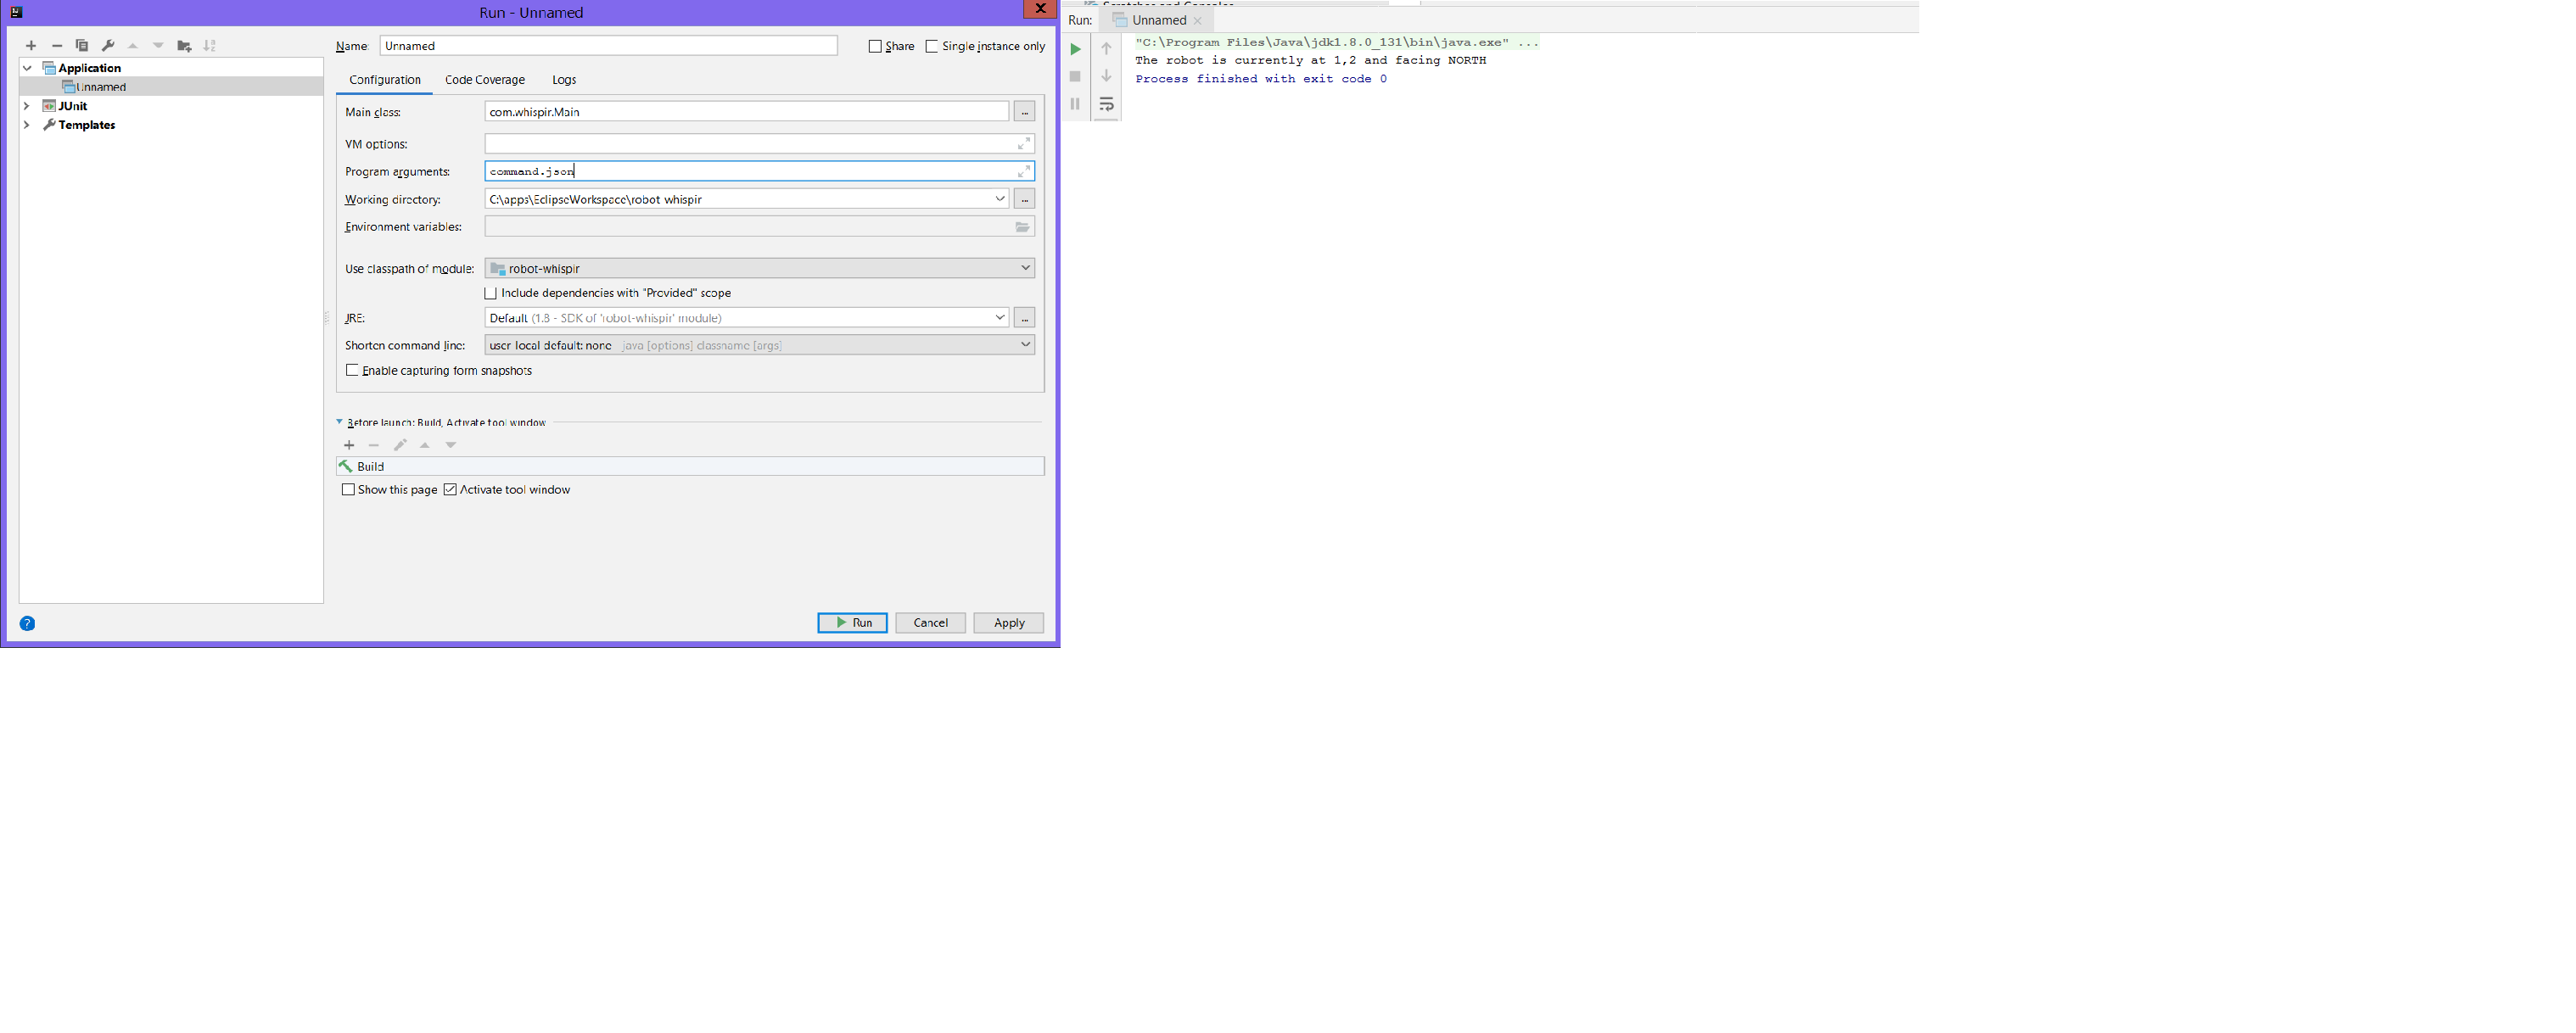 Run - Unnamed
Name: Unnamed
Share
Single instance only
Application
Unnamed
JUnit
Templates
Configuration
Code Coverage
Logs
Main class: com.whispir.Main ...
VM options:
Program arguments: command.json
Working directory: C:\apps\EclipseWorkspace\robot-whispir ...
Environment variables:
Use classpath of module: robot-whispir
Include dependencies with "Provided" scope
JRE: Default (1.8 - SDK of 'robot-whispir' module) ...
Shorten command line: user-local default: none java [options] classname [args]
Enable capturing form snapshots
Before launch: Build, Activate tool window
Build
Show this page
Activate tool window
?
Run
Cancel
Apply
Scratches and Consoles
Run: Unnamed
"C:\Program Files\Java\jdk1.8.0_131\bin\java.exe" ...
The robot is currently at 1,2 and facing NORTH
Process finished with exit code 0